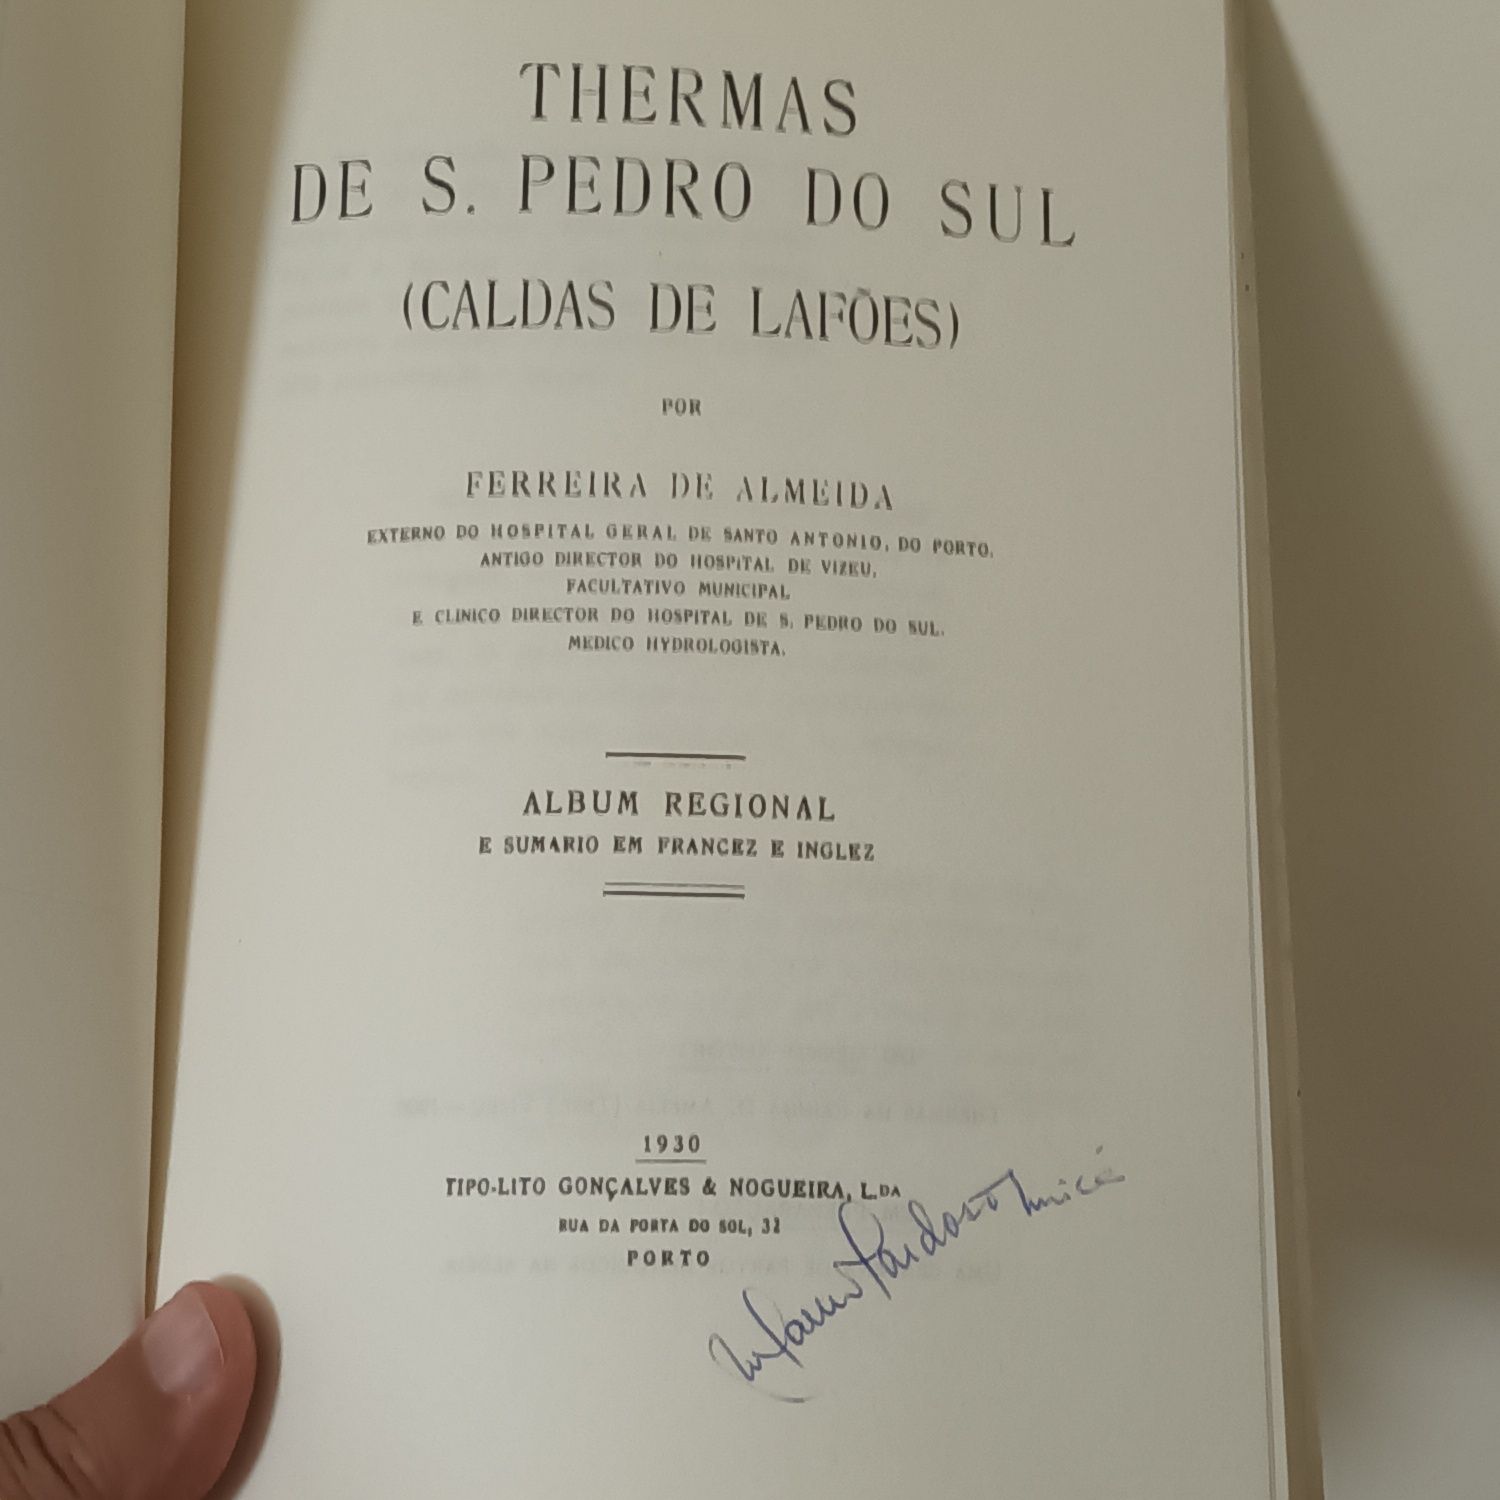 THERMAS
DE S. PEDRO DO SUL
(CALDAS DE LAFÕES)
POR
FERREIRA DE ALMEIDA
EXTERNO DO HOSPITAL GERAL DE SANTO ANTONIO, DO PORTO,
ANTIGO DIRECTOR DO HOSPITAL DE VIZEU,
FACULTATIVO MUNICIPAL
E CLINICO DIRECTOR DO HOSPITAL DE S. PEDRO DO SUL.
MEDICO HYDROLOGISTA.
ALBUM REGIONAL
E SUMARIO EM FRANCEZ E INGLEZ
1930
TIPO-LITO GONÇALVES & NOGUEIRA, L.DA
RUA DA PORTA DO SOL, 32
PORTO
Cardoso